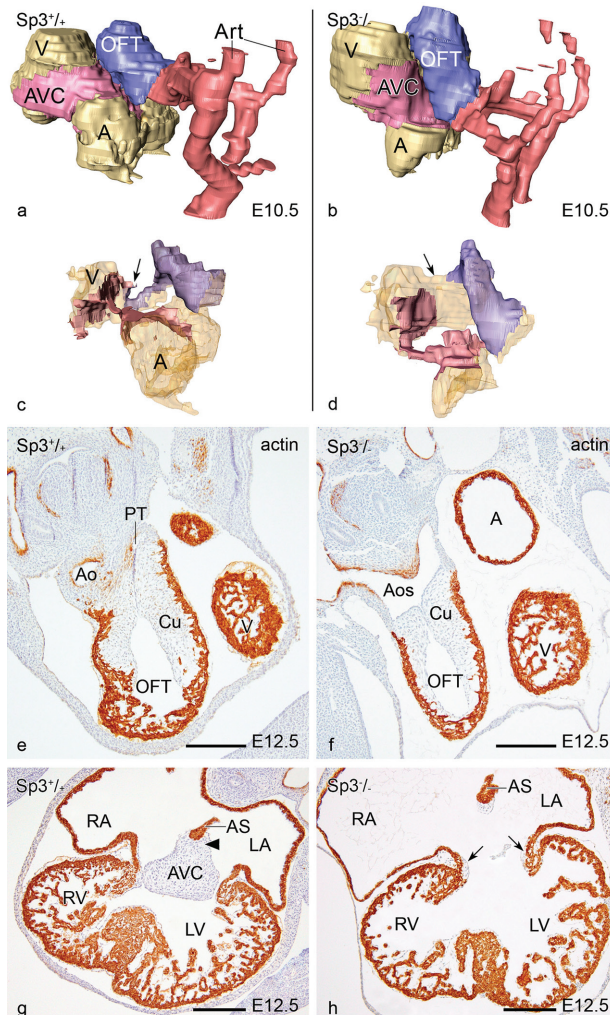 Sp3+/+
V
OFT
Art
AVC
A
a
E10.5
Sp3-/-
V
OFT
AVC
A
b
E10.5
V
A
c
d
Sp3+/+
actin
PT
Ao
Cu
V
OFT
e
E12.5
Sp3-/-
actin
A
Aos
Cu
V
OFT
f
E12.5
Sp3+/+
RA
AS
LA
AVC
RV
LV
g
E12.5
Sp3-/-
AS
RA
LA
RV
LV
h
E12.5